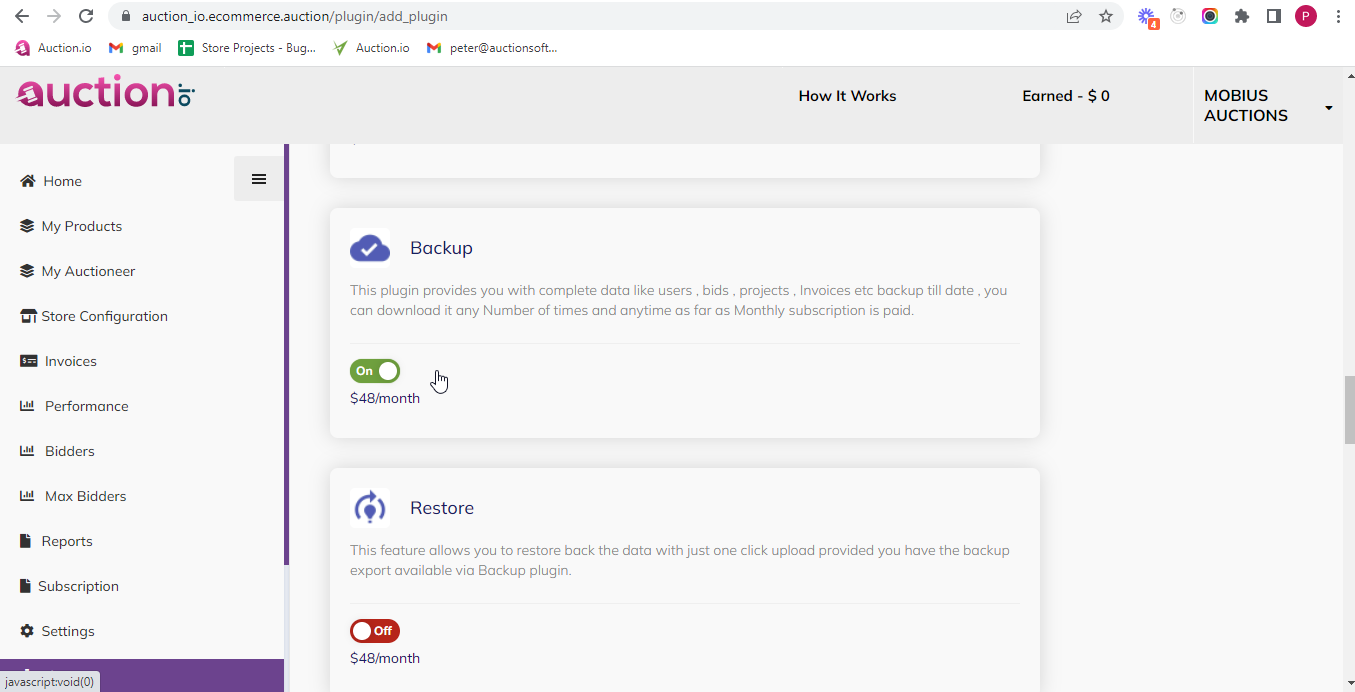 auction_io.ecommerce.auction/plugin/add_plugin
4
P
Auction.io
gmail
Store Projects - Bug...
Auction.io
peter@auctionsoft...
auction io
How It Works
Earned - $ 0
MOBIUS
AUCTIONS
Home
My Products
My Auctioneer
Store Configuration
Invoices
Performance
Bidders
Max Bidders
Reports
Subscription
Settings
javascript:void(0)
Backup
This plugin provides you with complete data like users , bids , projects , Invoices etc backup till date , you
can download it any Number of times and anytime as far as Monthly subscription is paid.
On
$48/month
Restore
This feature allows you to restore back the data with just one click upload provided you have the backup
export available via Backup plugin.
Off
$48/month